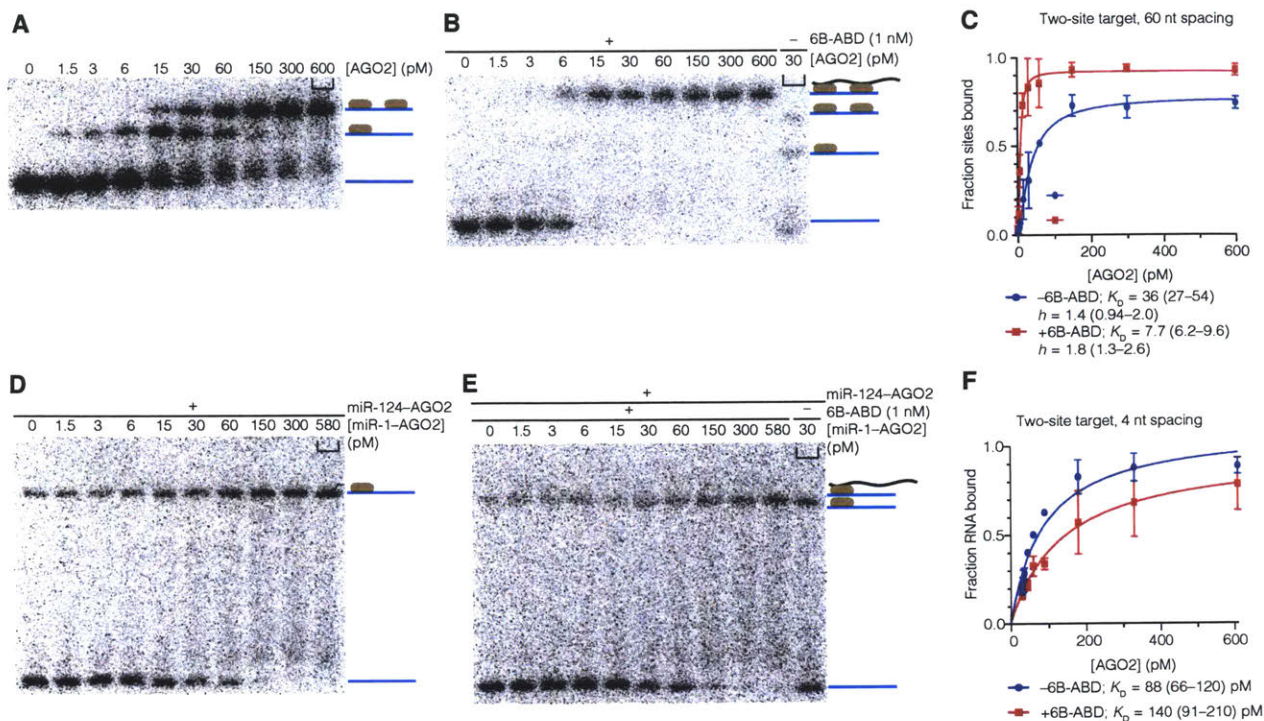 A
0 1.5 3 6 15 30 60 150 300 600 [AGO2] (pM)
B
+ – 6B-ABD (1 nM)
0 1.5 3 6 15 30 60 150 300 600 30 [AGO2] (pM)
C
Two-site target, 60 nt spacing
1.0
0.5
0.0
Fraction sites bound
0 200 400 600
[AGO2] (pM)
–6B-ABD; KD = 36 (27–54)
h = 1.4 (0.94–2.0)
+6B-ABD; KD = 7.7 (6.2–9.6)
h = 1.8 (1.3–2.6)
D
+ miR-124–AGO2
0 1.5 3 6 15 30 60 150 300 580 [miR-1–AGO2]
(pM)
E
+ miR-124–AGO2
+ – 6B-ABD (1 nM)
0 1.5 3 6 15 30 60 150 300 580 30 [miR-1–AGO2]
(pM)
F
Two-site target, 4 nt spacing
1.0
0.5
0.0
Fraction RNA bound
0 200 400 600
[AGO2] (pM)
–6B-ABD; KD = 88 (66–120) pM
+6B-ABD; KD = 140 (91–210) pM